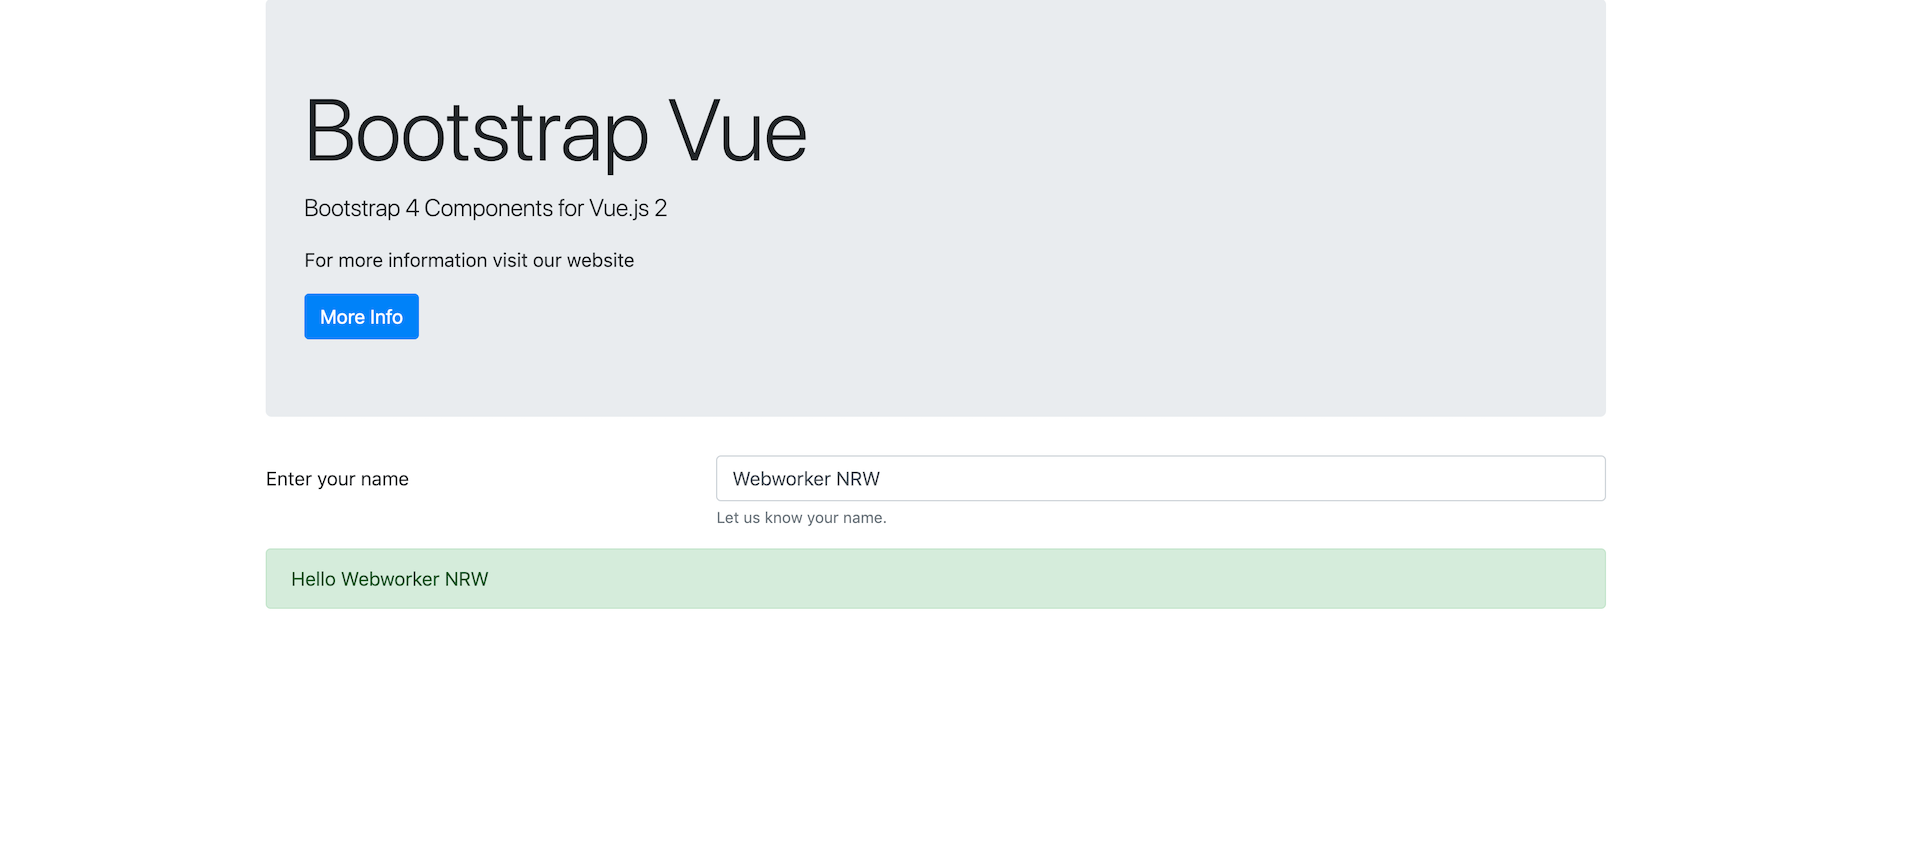 Bootstrap Vue
Bootstrap 4 Components for Vue.js 2
For more information visit our website
More Info
Enter your name
Webworker NRW
Let us know your name.
Hello Webworker NRW